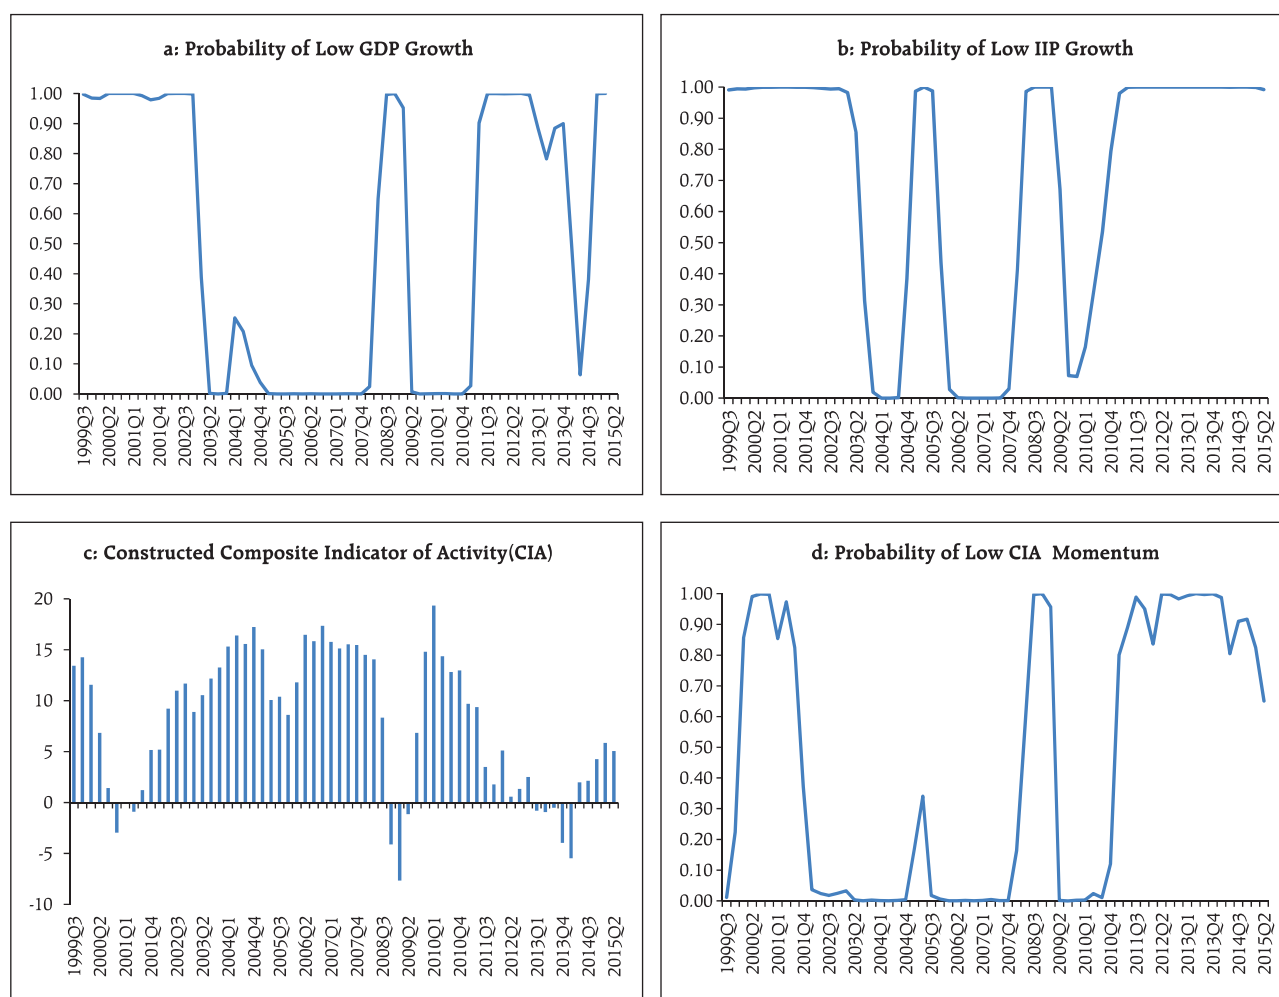 a: Probability of Low GDP Growth
1.00
0.90
0.80
0.70
0.60
0.50
0.40
0.30
0.20
0.10
0.00
1999Q3
2000Q2
2001Q1
2001Q4
2002Q3
2003Q2
2004Q1
2004Q4
2005Q3
2006Q2
2007Q1
2007Q4
2008Q3
2009Q2
2010Q1
2010Q4
2011Q3
2012Q2
2013Q1
2013Q4
2014Q3
2015Q2
b: Probability of Low IIP Growth
1.00
0.90
0.80
0.70
0.60
0.50
0.40
0.30
0.20
0.10
0.00
1999Q3
2000Q2
2001Q1
2001Q4
2002Q3
2003Q2
2004Q1
2004Q4
2005Q3
2006Q2
2007Q1
2007Q4
2008Q3
2009Q2
2010Q1
2010Q4
2011Q3
2012Q2
2013Q1
2013Q4
2014Q3
2015Q2
c: Constructed Composite Indicator of Activity(CIA)
20
15
10
5
0
-5
-10
1999Q3
2000Q2
2001Q1
2001Q4
2002Q3
2003Q2
2004Q1
2004Q4
2005Q3
2006Q2
2007Q1
2007Q4
2008Q3
2009Q2
2010Q1
2010Q4
2011Q3
2012Q2
2013Q1
2013Q4
2014Q3
2015Q2
d: Probability of Low CIA Momentum
1.00
0.90
0.80
0.70
0.60
0.50
0.40
0.30
0.20
0.10
0.00
1999Q3
2000Q2
2001Q1
2001Q4
2002Q3
2003Q2
2004Q1
2004Q4
2005Q3
2006Q2
2007Q1
2007Q4
2008Q3
2009Q2
2010Q1
2010Q4
2011Q3
2012Q2
2013Q1
2013Q4
2014Q3
2015Q2